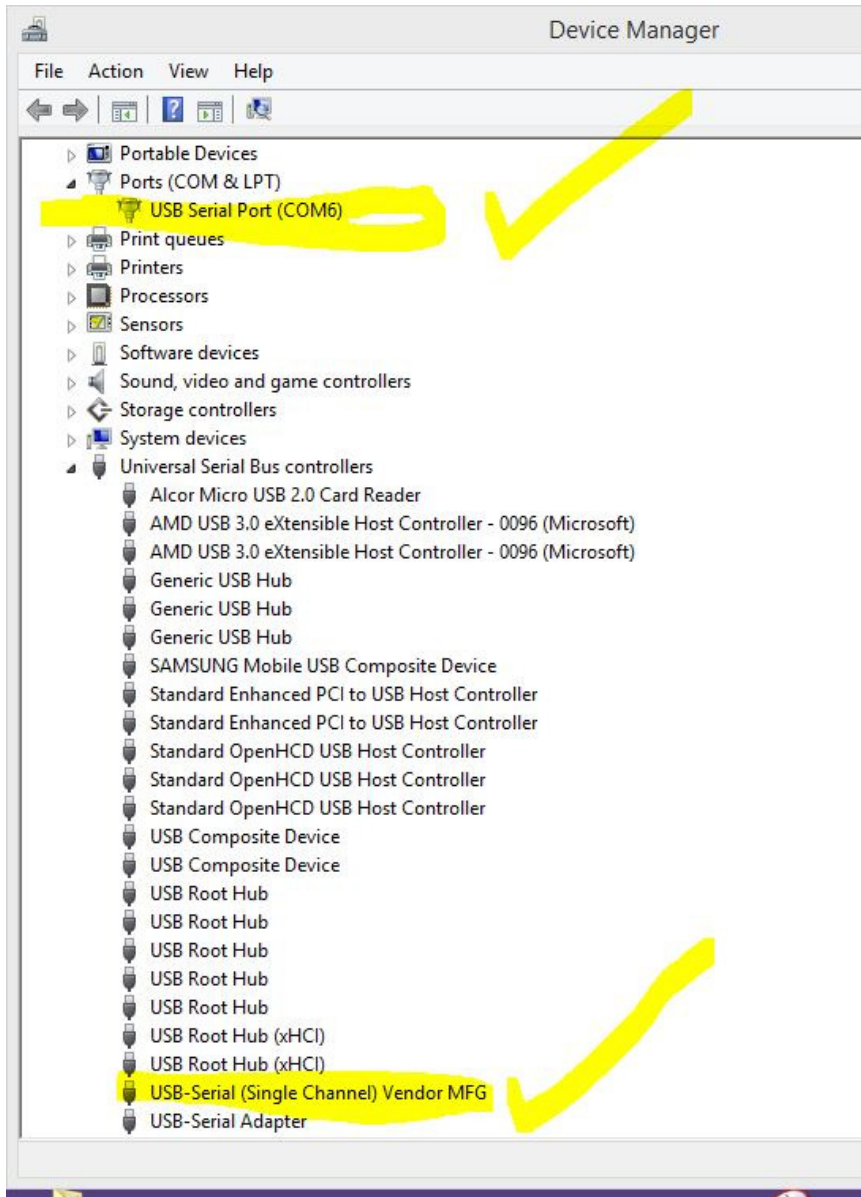 Device Manager
File Action View Help
Portable Devices
Ports (COM & LPT)
USB Serial Port (COM6)
Print queues
Printers
Processors
Sensors
Software devices
Sound, video and game controllers
Storage controllers
System devices
Universal Serial Bus controllers
Alcor Micro USB 2.0 Card Reader
AMD USB 3.0 eXtensible Host Controller - 0096 (Microsoft)
AMD USB 3.0 eXtensible Host Controller - 0096 (Microsoft)
Generic USB Hub
Generic USB Hub
Generic USB Hub
SAMSUNG Mobile USB Composite Device
Standard Enhanced PCI to USB Host Controller
Standard Enhanced PCI to USB Host Controller
Standard OpenHCD USB Host Controller
Standard OpenHCD USB Host Controller
Standard OpenHCD USB Host Controller
USB Composite Device
USB Composite Device
USB Root Hub
USB Root Hub
USB Root Hub
USB Root Hub
USB Root Hub
USB Root Hub (xHCI)
USB Root Hub (xHCI)
USB-Serial (Single Channel) Vendor MFG
USB-Serial Adapter